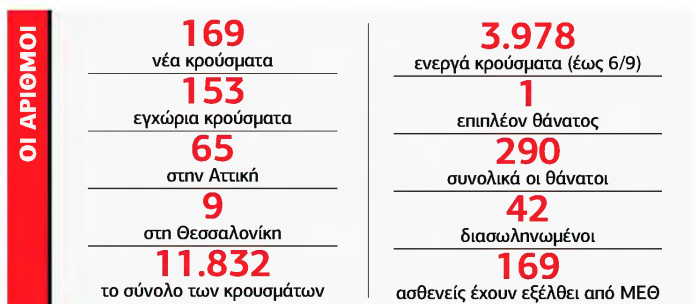 ΟΙ ΑΡΙΘΜΟΙ
169
νέα κρούσματα
153
εγχώρια κρούσματα
65
στην Αττική
9
στη Θεσσαλονίκη
11.832
το σύνολο των κρουσμάτων
3.978
ενεργά κρούσματα (έως 6/9)
1
επιπλέον θάνατος
290
συνολικά οι θάνατοι
42
διασωληνωμένοι
169
ασθενείς έχουν εξέλθει από ΜΕΘ